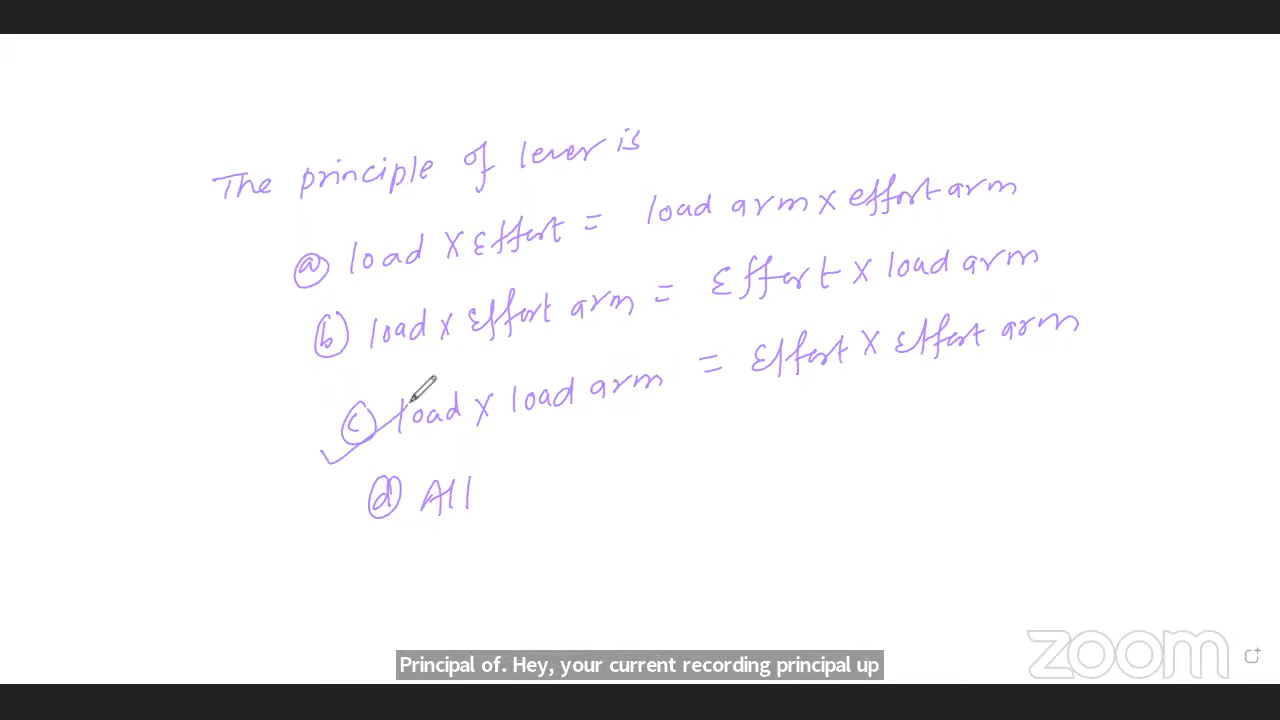 The principle of lever is
(a) load X Effort = load arm X effort arm
(b) load X Effort arm = Effort X load arm
(c) load X load arm = Effort X Effort arm
(d) All
zoom
Principal of. Hey, your current recording principal up